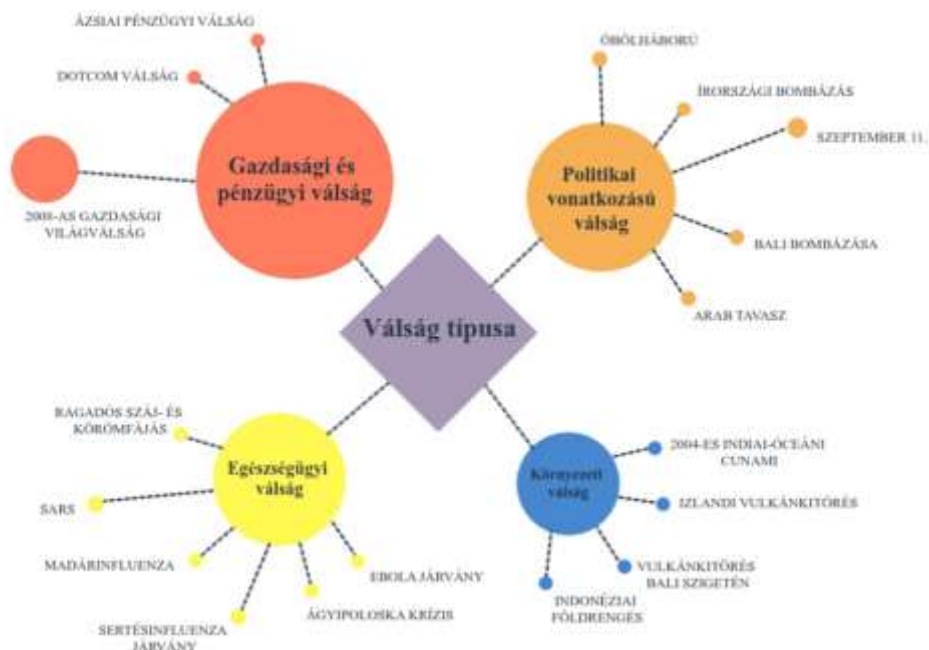 ÁZSIAI PÉNZÜGYI VÁLSÁG
DOTCOM VÁLSÁG
Gazdasági és
pénzügyi válság
2008-AS GAZDASÁGI
VILÁGVÁLSÁG
ÖBÖLHÁBORÚ
ÍRORSZÁGI BOMBÁZÁS
SZEPTEMBER 11.
Politikai
vonatkozású
válság
BALI BOMBÁZÁSA
ARAB TAVASZ
Válság típusa
RAGADÓS SZÁJ- ÉS
KÖRÖMFÁJÁS
Egészségügyi
válság
SARS
MADÁRINFLUENZA
SERTÉSINFLUENZA
JÁRVÁNY
ÁGYIPOLOSKA KRÍZIS
EBOLA JÁRVÁNY
Környezeti
válság
2004-ES INDIAI-ÓCEÁNI
CUNAMI
IZLANDI VULKÁNKITÖRÉS
VULKÁNKITÖRÉS
BALI SZIGETÉN
INDONÉZIAI
FÖLDRENGÉS